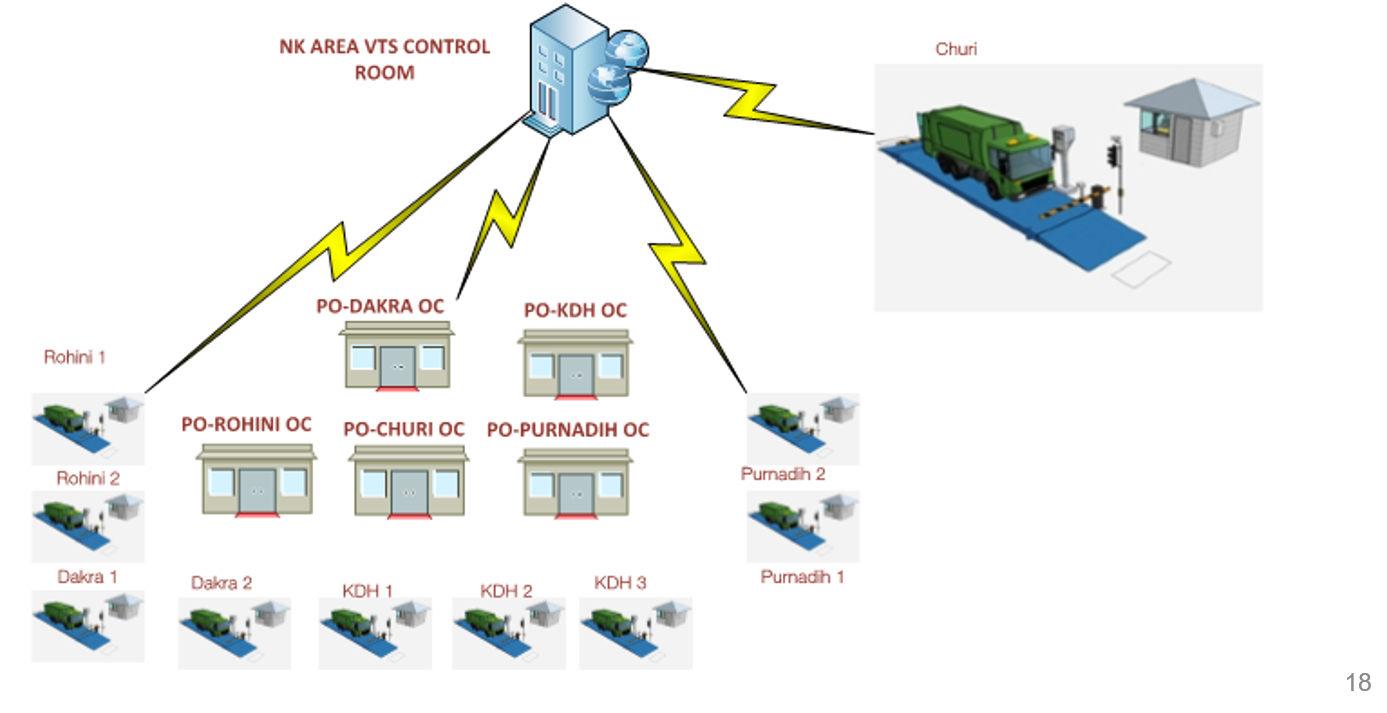 NK AREA VTS CONTROL
ROOM
Churi
PO-DAKRA OC
PO-KDH OC
Rohini 1
PO-ROHINI OC
PO-CHURI OC
PO-PURNADIH OC
Rohini 2
Purnadih 2
Dakra 1
Dakra 2
KDH 1
KDH 2
KDH 3
Purnadih 1
18